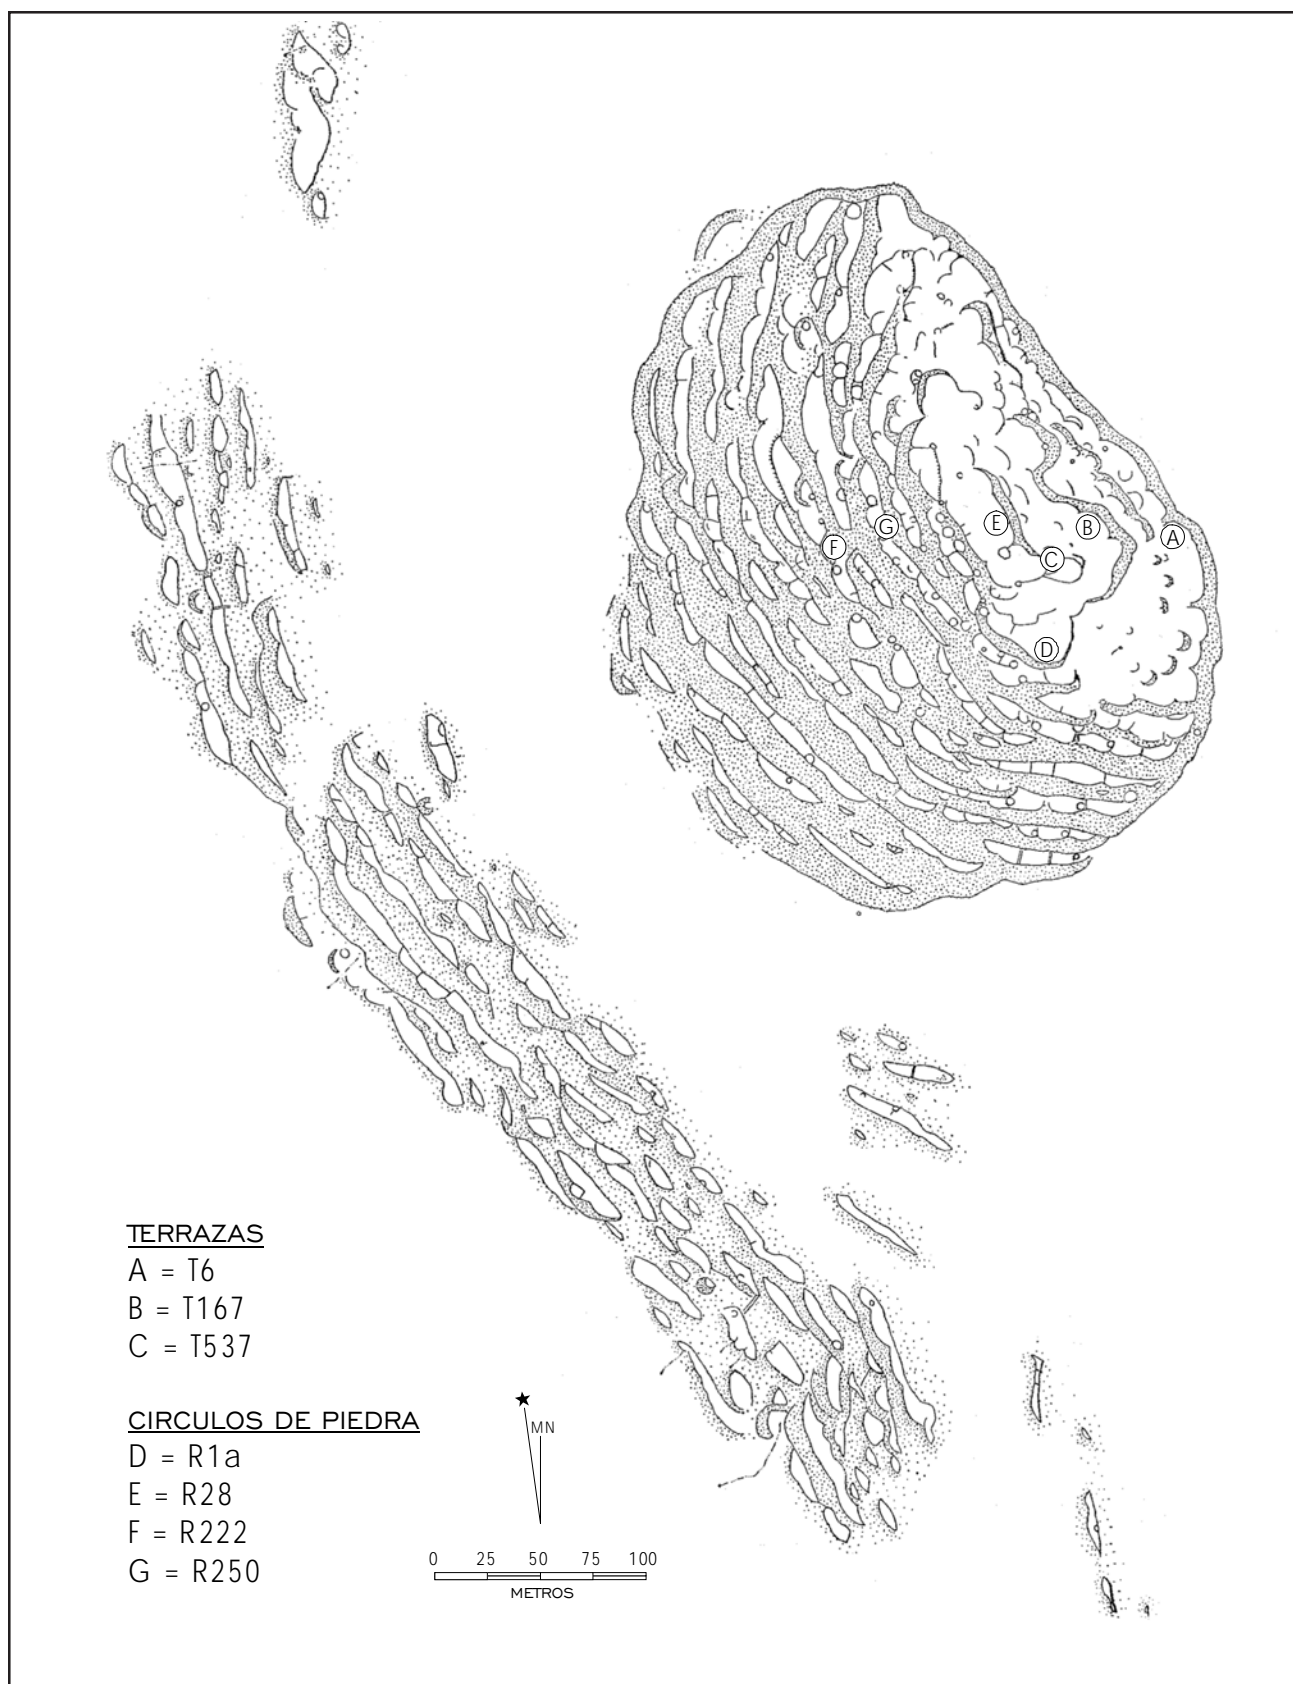 A
B
C
D
E
F
G
TERRAZAS
A = T6
B = T167
C = T537
CIRCULOS DE PIEDRA
D = R1a
E = R28
F = R222
G = R250
MN
0 25 50 75 100
METROS